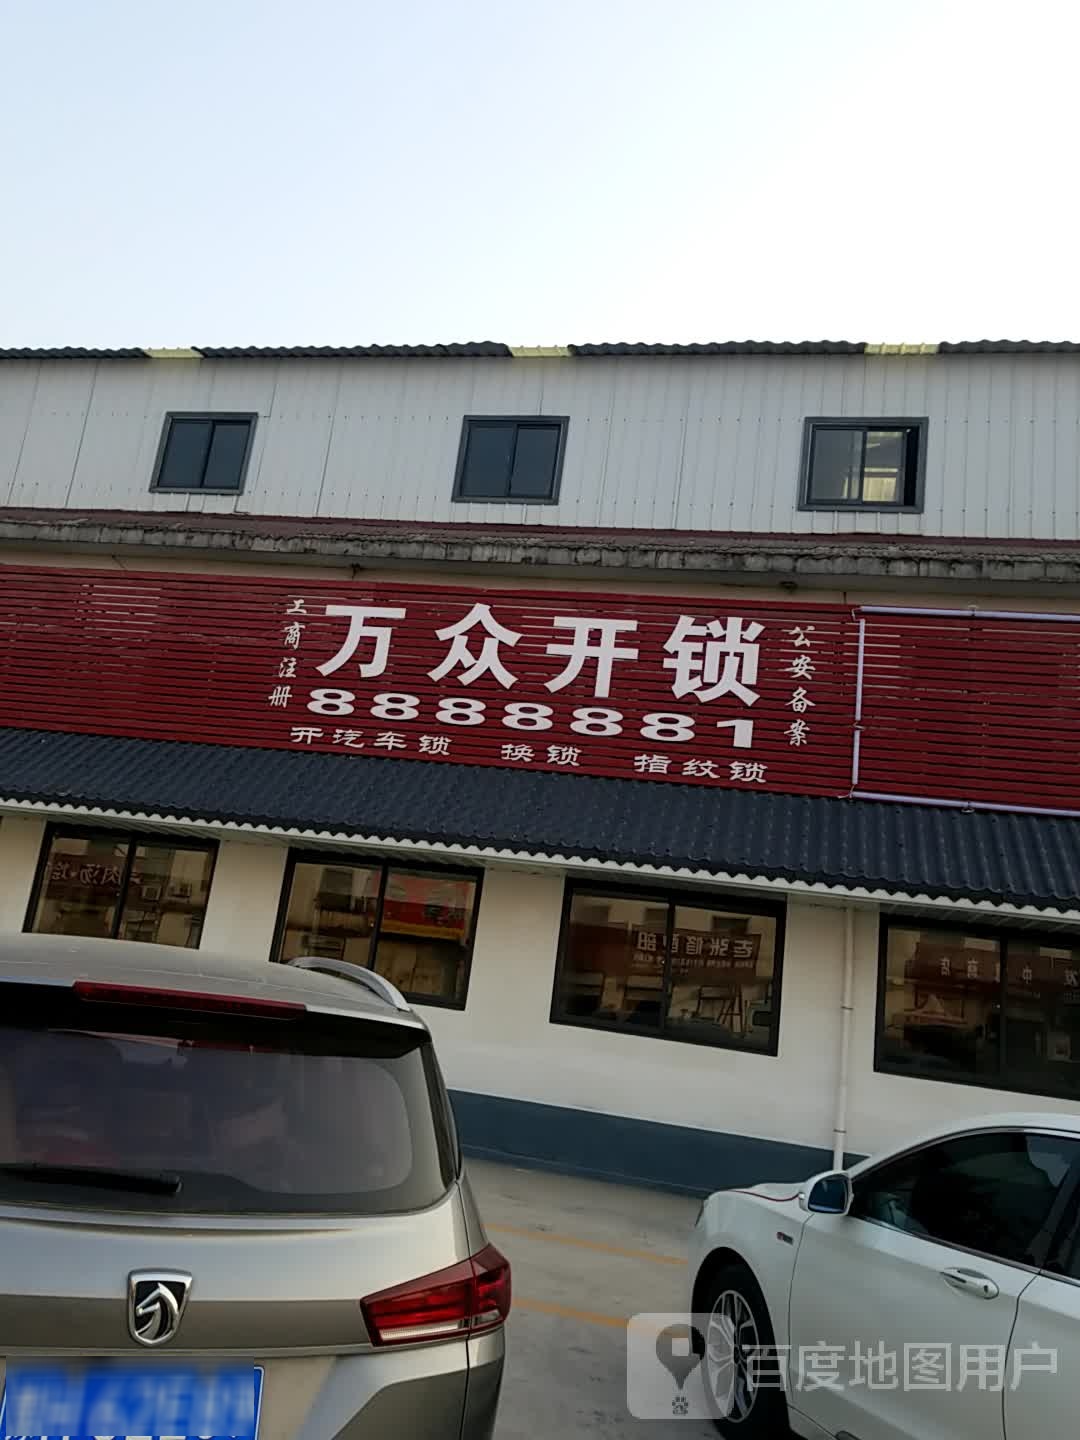 工商注册
万众开锁
公安备案
8888881
开汽车锁 换锁 指纹锁
百度地图用户